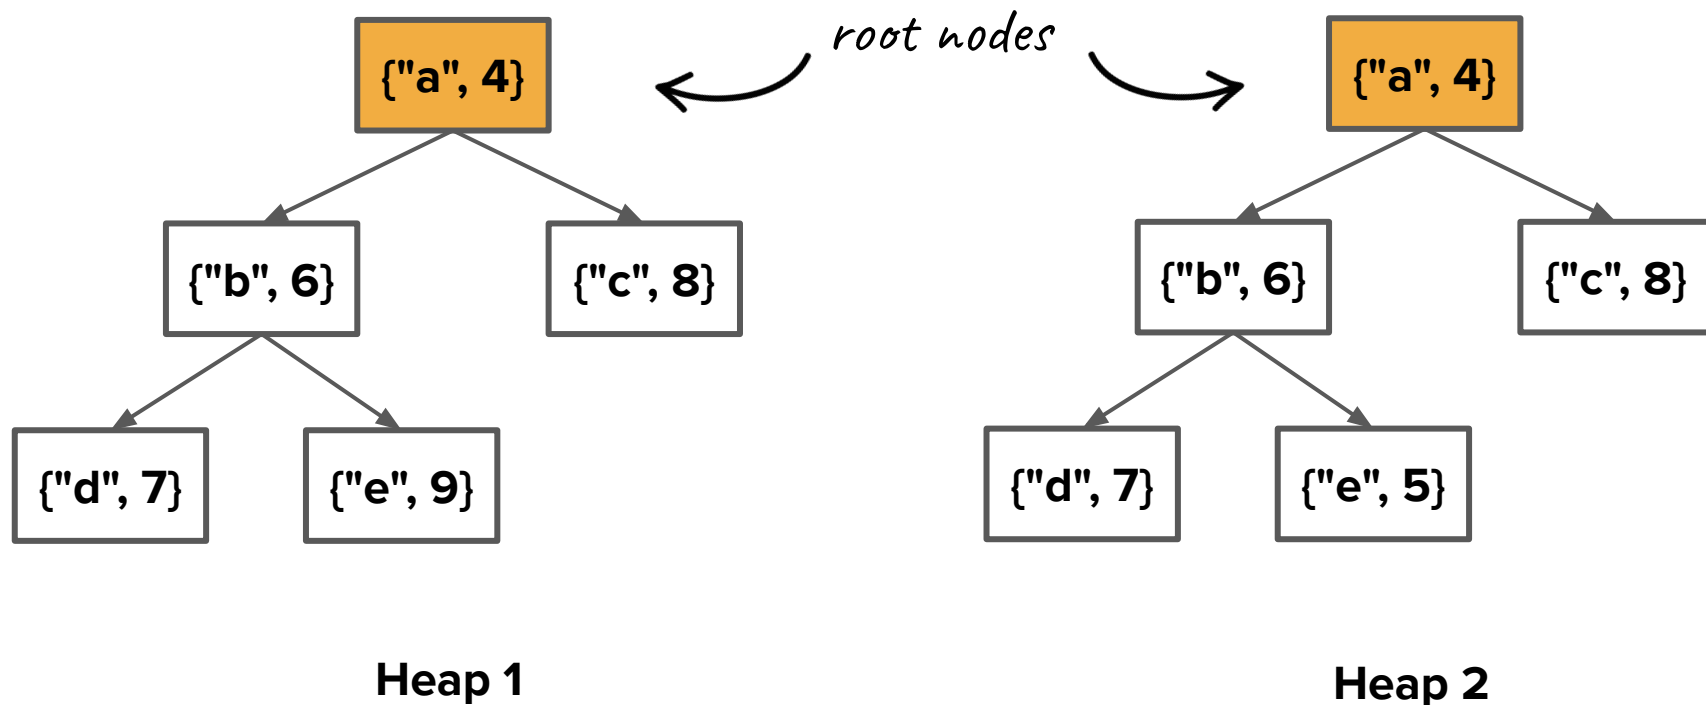 root nodes
{"a", 4}
{"a", 4}
{"b", 6}
{"c", 8}
{"b", 6}
{"c", 8}
{"d", 7}
{"e", 9}
{"d", 7}
{"e", 5}
Heap 1
Heap 2